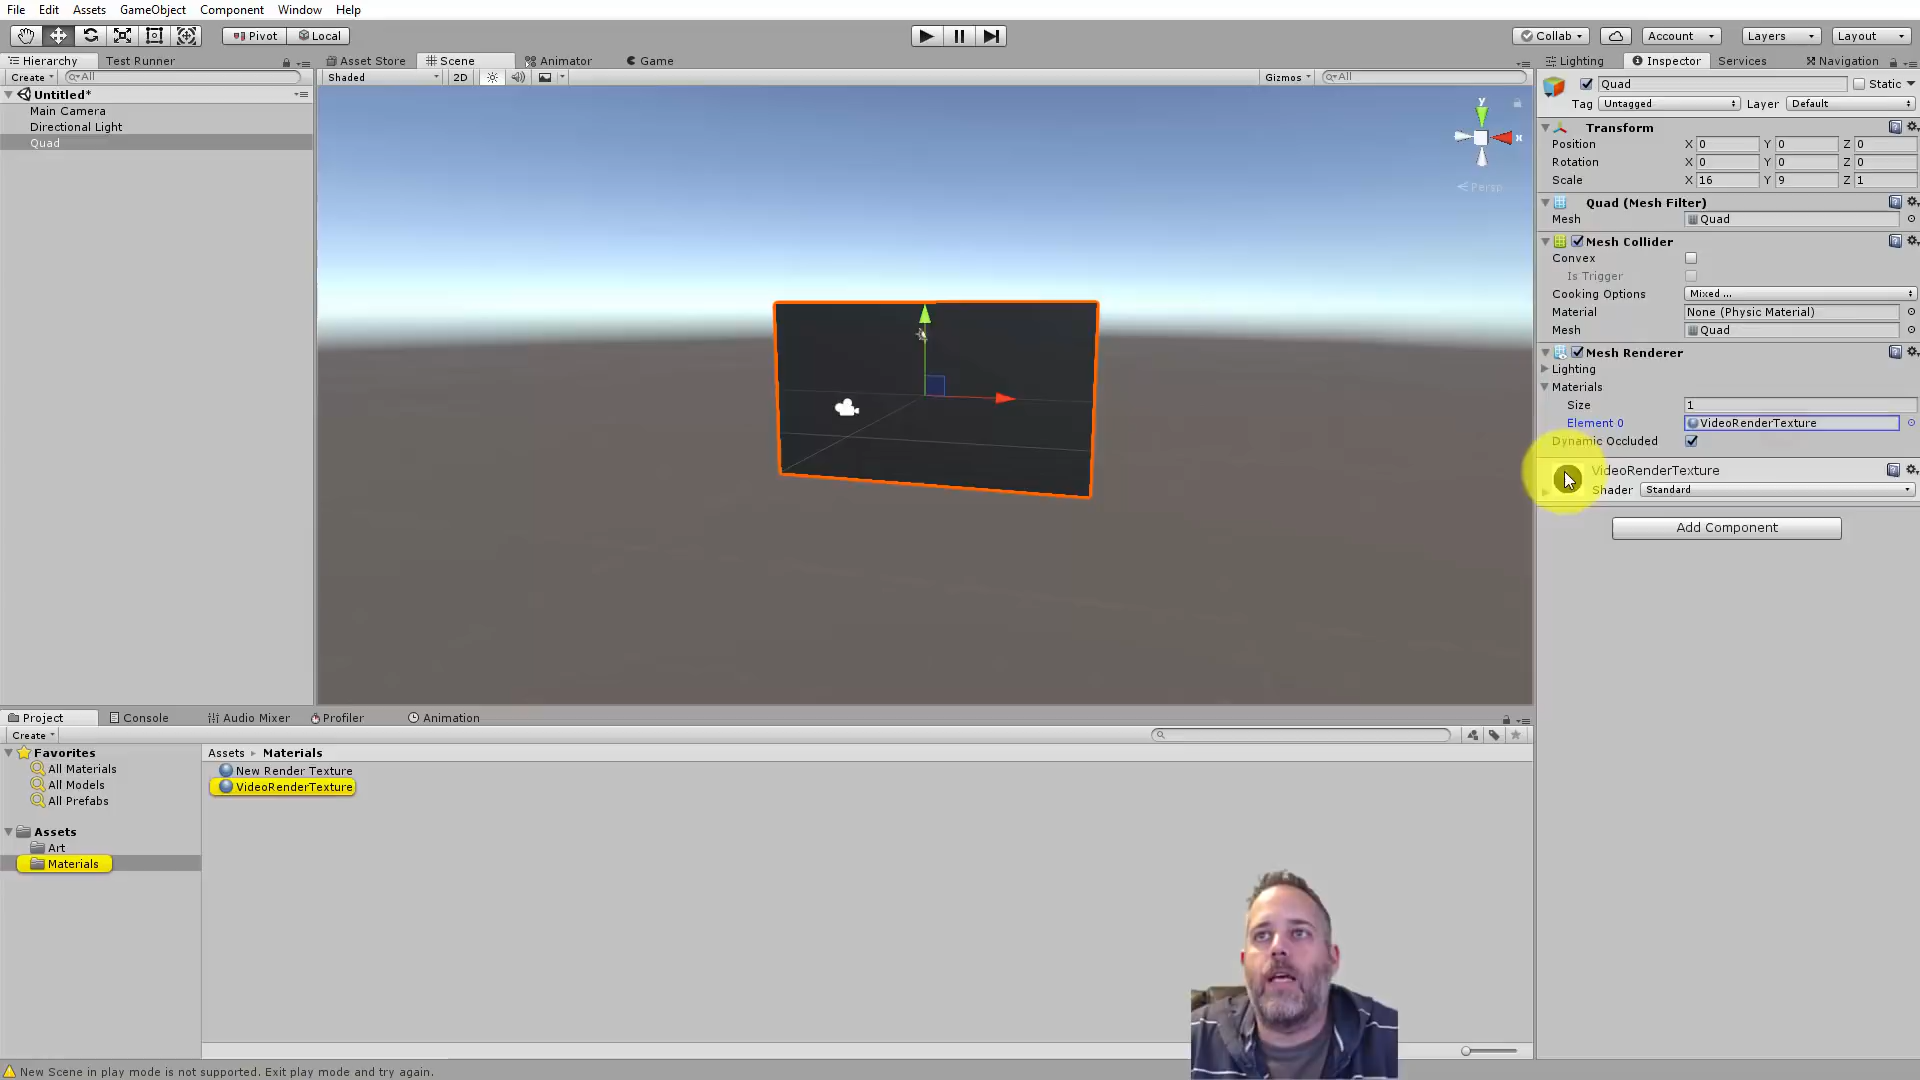 File Edit Assets GameObject Component Window Help
Pivot Local Collab Account Layers Layout
Hierarchy Test Runner
Create All
Untitled*
Main Camera
Directional Light
Quad
Asset Store Scene Animator Game
Shaded 2D Gizmos All
y
x
Persp
Lighting Inspector Services Navigation
Quad Static
Tag Untagged Layer Default
Transform
Position X 0 Y 0 Z 0
Rotation X 0 Y 0 Z 0
Scale X 16 Y 9 Z 1
Quad (Mesh Filter)
Mesh Quad
Mesh Collider
Convex
Is Trigger
Cooking Options Mixed ...
Material None (Physic Material)
Mesh Quad
Mesh Renderer
Lighting
Materials
Size 1
Element 0 VideoRenderTexture
Dynamic Occluded
VideoRenderTexture
Shader Standard
Add Component
Project Console Audio Mixer Profiler Animation
Create
Favorites
All Materials
All Models
All Prefabs
Assets
Art
Materials
Assets Materials
New Render Texture
VideoRenderTexture
New Scene in play mode is not supported. Exit play mode and try again.